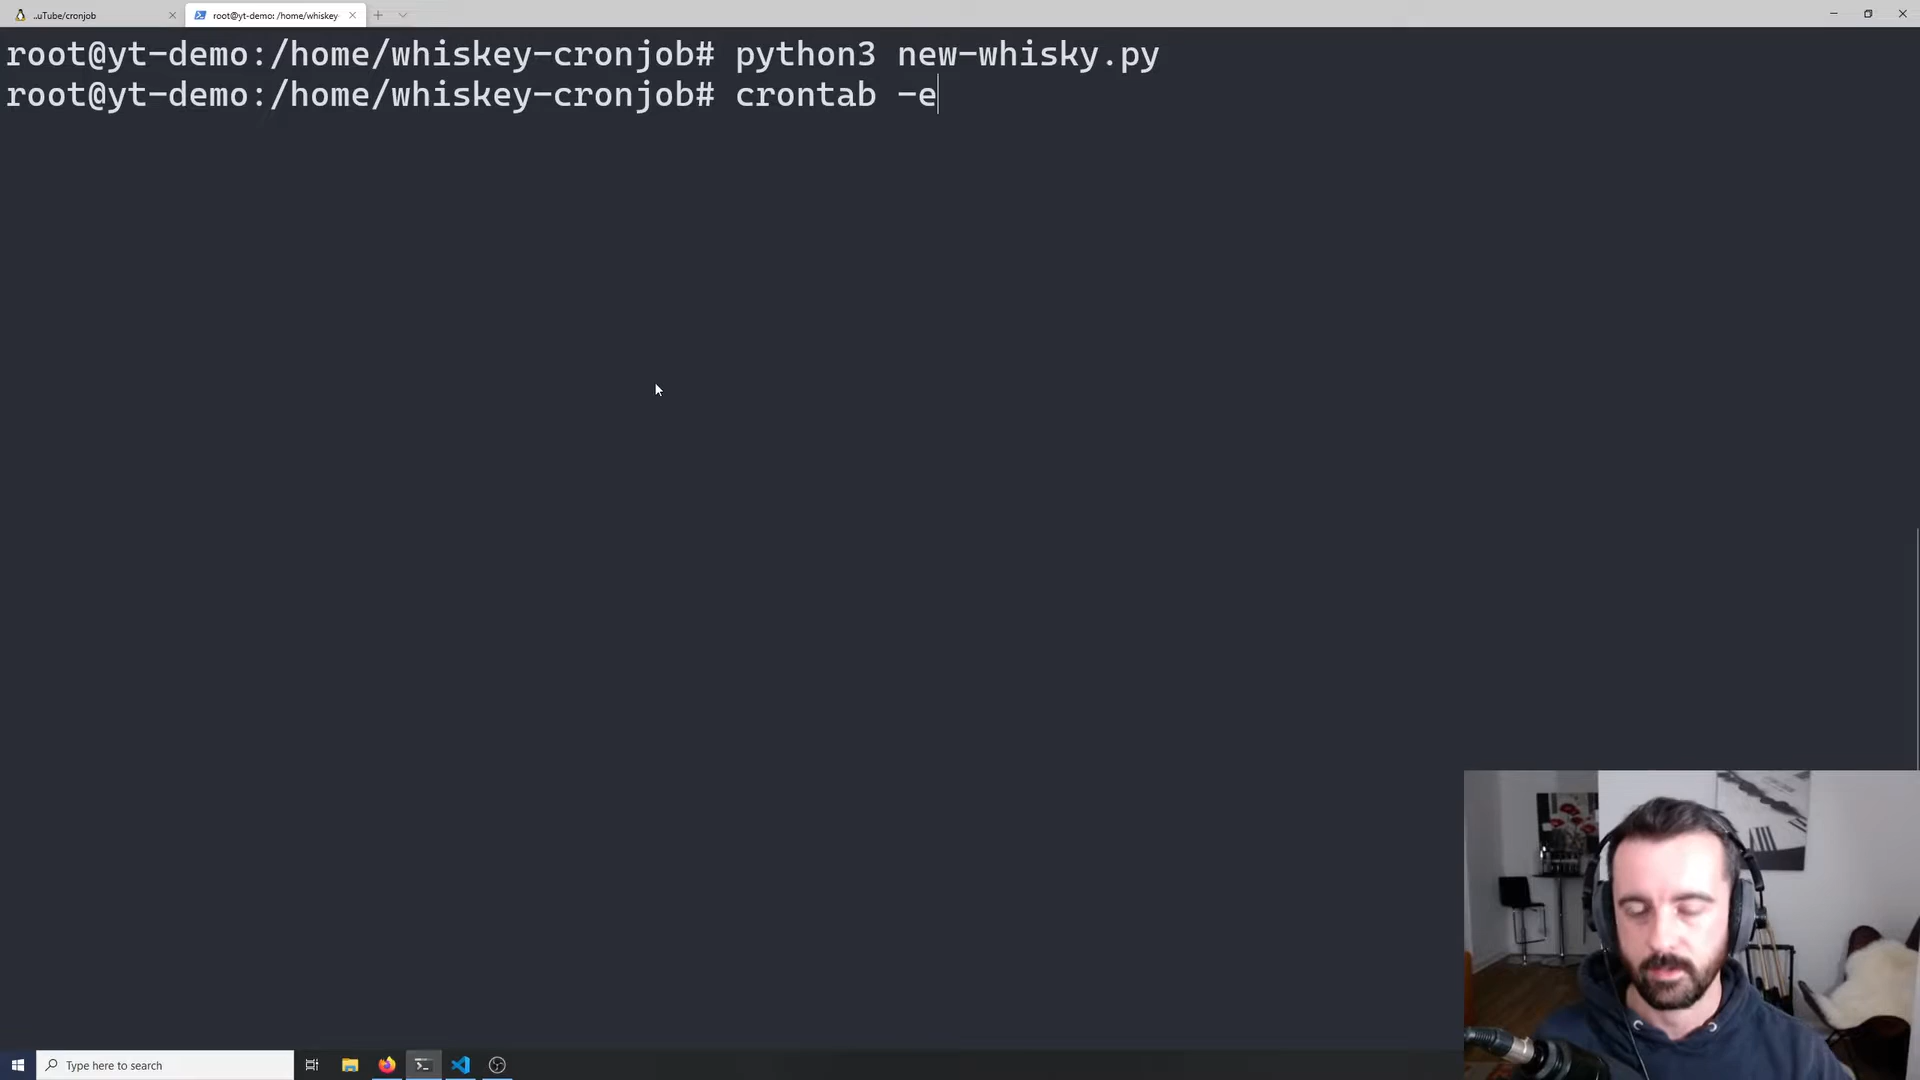 ..uTube/cronjob
root@yt-demo: /home/whiskey-
root@yt-demo:/home/whiskey-cronjob# python3 new-whisky.py
root@yt-demo:/home/whiskey-cronjob# crontab -e
Type here to search